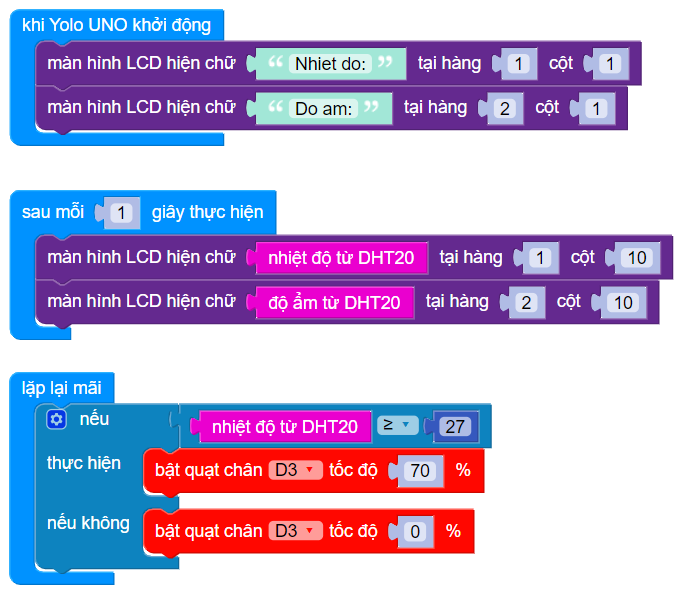 khi Yolo UNO khởi động
màn hình LCD hiện chữ “ Nhiet do: ” tại hàng 1 cột 1
màn hình LCD hiện chữ “ Do am: ” tại hàng 2 cột 1
sau mỗi 1 giây thực hiện
màn hình LCD hiện chữ nhiệt độ từ DHT20 tại hàng 1 cột 10
màn hình LCD hiện chữ độ ẩm từ DHT20 tại hàng 2 cột 10
lặp lại mãi
nếu nhiệt độ từ DHT20 ≥ 27
thực hiện bật quạt chân D3 tốc độ 70 %
nếu không bật quạt chân D3 tốc độ 0 %